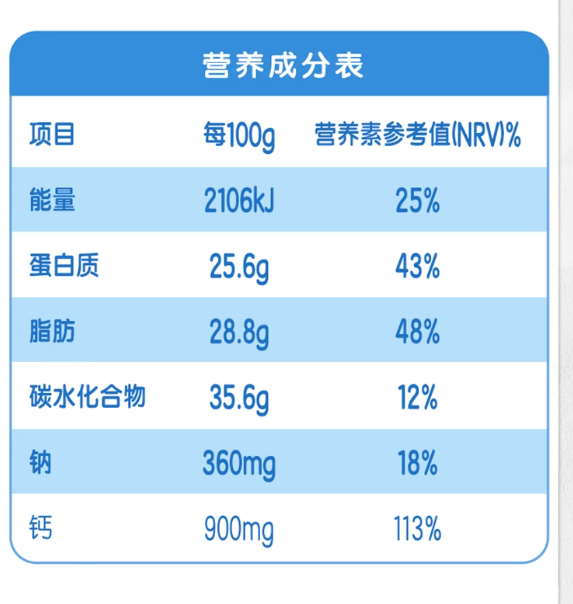 营养成分表
项目 每100g 营养素参考值(NRV)%
能量 2106kJ 25%
蛋白质 25.6g 43%
脂肪 28.8g 48%
碳水化合物 35.6g 12%
钠 360mg 18%
钙 900mg 113%